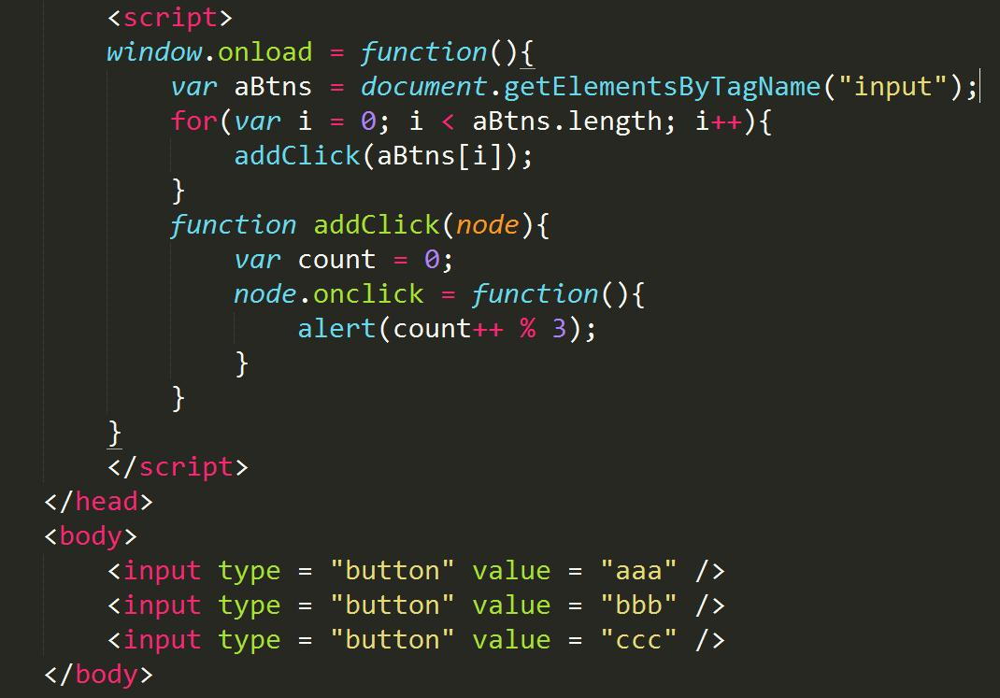 <script>
window.onload = function(){
var aBtns = document.getElementsByTagName("input");
for(var i = 0; i < aBtns.length; i++){
addClick(aBtns[i]);
}
function addClick(node){
var count = 0;
node.onclick = function(){
alert(count++ % 3);
}
}
}
</script>
</head>
<body>
<input type = "button" value = "aaa" />
<input type = "button" value = "bbb" />
<input type = "button" value = "ccc" />
</body>